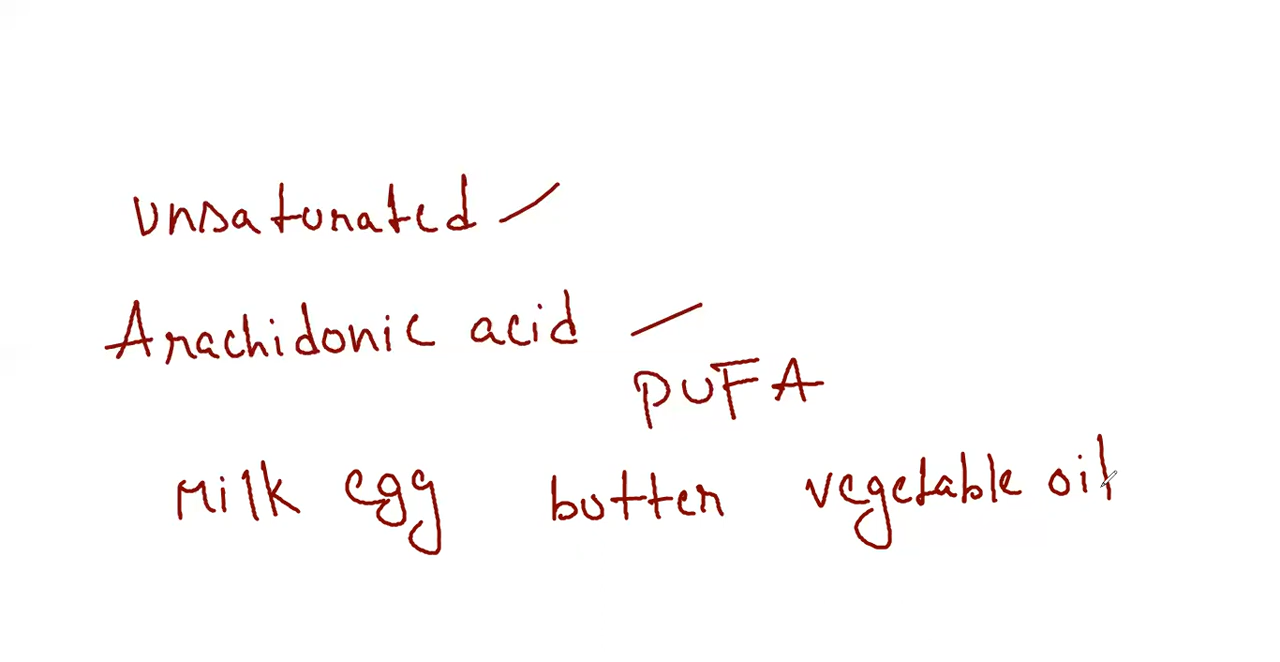 unsaturated
Arachidonic acid
PUFA
Milk egg butter vegetable oil